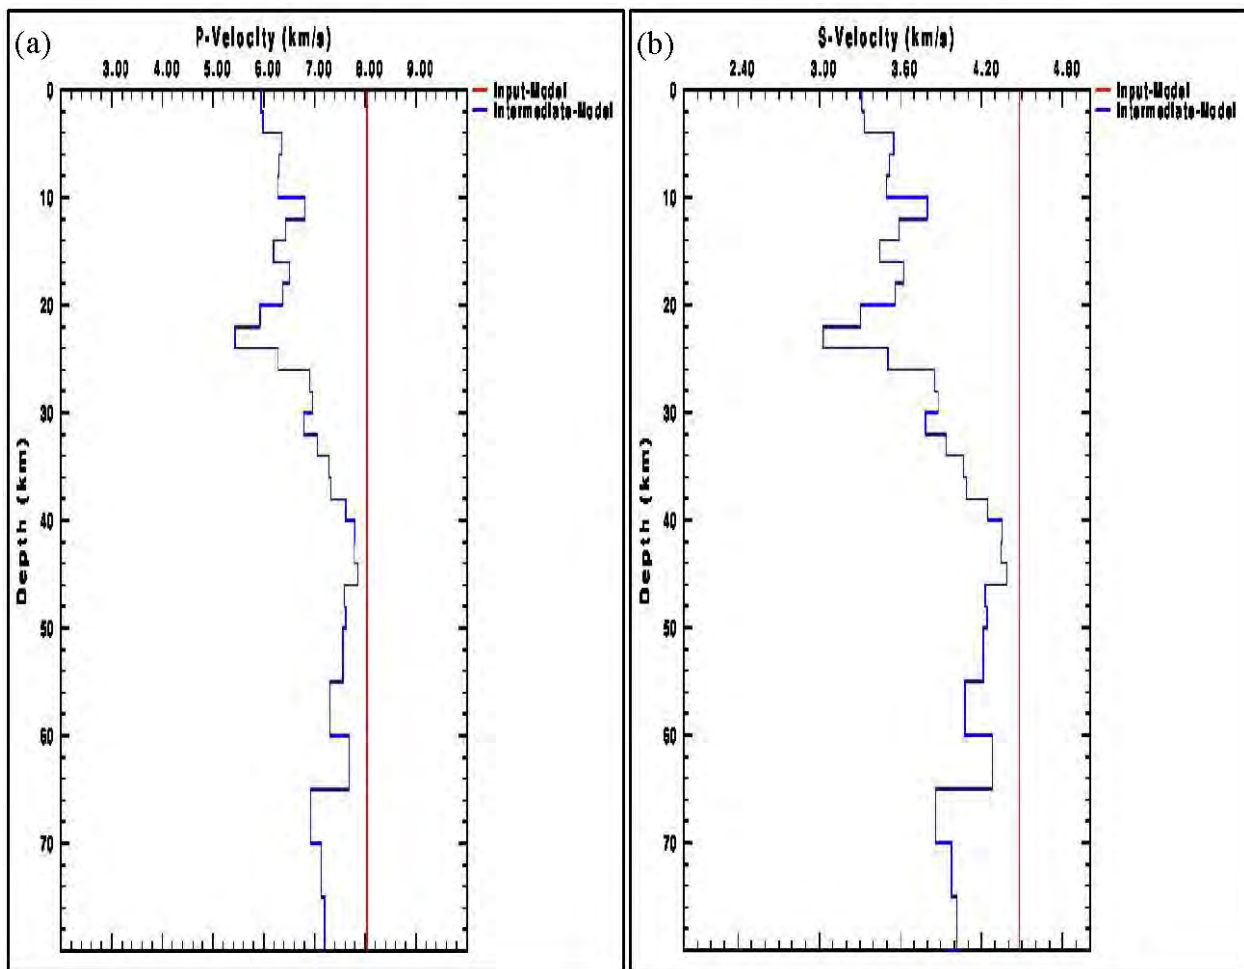 (a) P-Velocity (km/s)
3.00 4.00 5.00 6.00 7.00 8.00 9.00
Input-Model
Intermediate-Model
0
10
20
30
40
50
60
70
Depth (km)
(b) S-Velocity (km/s)
2.40 3.00 3.60 4.20 4.80
Input-Model
Intermediate-Model
0
10
20
30
40
50
60
70
Depth (km)